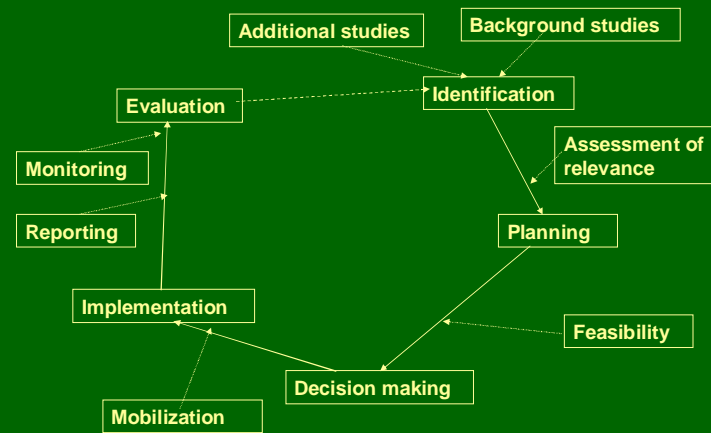 Additional studies
Background studies
Evaluation
Identification
Assessment of
relevance
Monitoring
Reporting
Planning
Implementation
Feasibility
Decision making
Mobilization